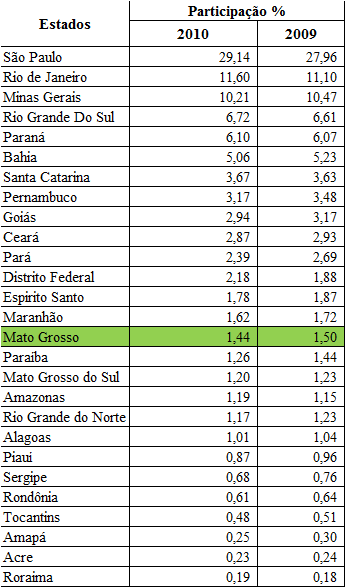 Estados Participação %
2010 2009
São Paulo 29,14 27,96
Rio de Janeiro 11,60 11,10
Minas Gerais 10,21 10,47
Rio Grande Do Sul 6,72 6,61
Paraná 6,10 6,07
Bahia 5,06 5,23
Santa Catarina 3,67 3,63
Pernambuco 3,17 3,48
Goiás 2,94 3,17
Ceará 2,87 2,93
Pará 2,39 2,69
Distrito Federal 2,18 1,88
Espirito Santo 1,78 1,87
Maranhão 1,62 1,72
Mato Grosso 1,44 1,50
Paraiba 1,26 1,44
Mato Grosso do Sul 1,20 1,23
Amazonas 1,19 1,15
Rio Grande do Norte 1,17 1,23
Alagoas 1,01 1,04
Piaui 0,87 0,96
Sergipe 0,68 0,76
Rondônia 0,61 0,64
Tocantins 0,48 0,51
Amapá 0,25 0,30
Acre 0,23 0,24
Roraima 0,19 0,18